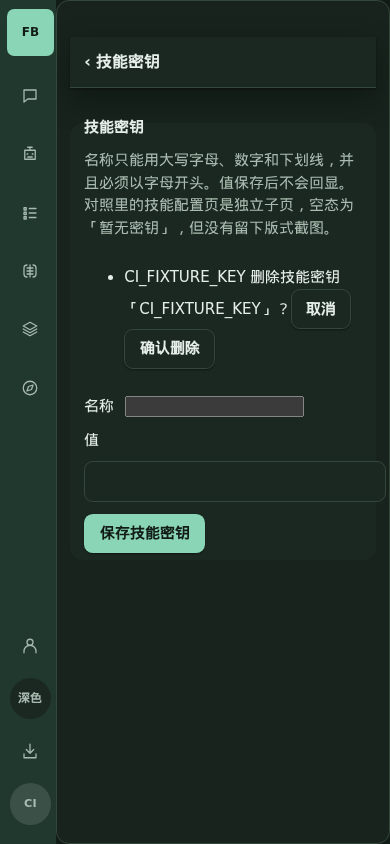 FB
‹ 技能密钥
技能密钥
名称只能用大写字母、数字和下划线，并
且必须以字母开头。值保存后不会回显。
对照里的技能配置页是独立子页，空态为
「暂无密钥」，但没有留下版式截图。
• CI_FIXTURE_KEY 删除技能密钥
「CI_FIXTURE_KEY」? 取消
确认删除
名称
值
保存技能密钥
深色
CI